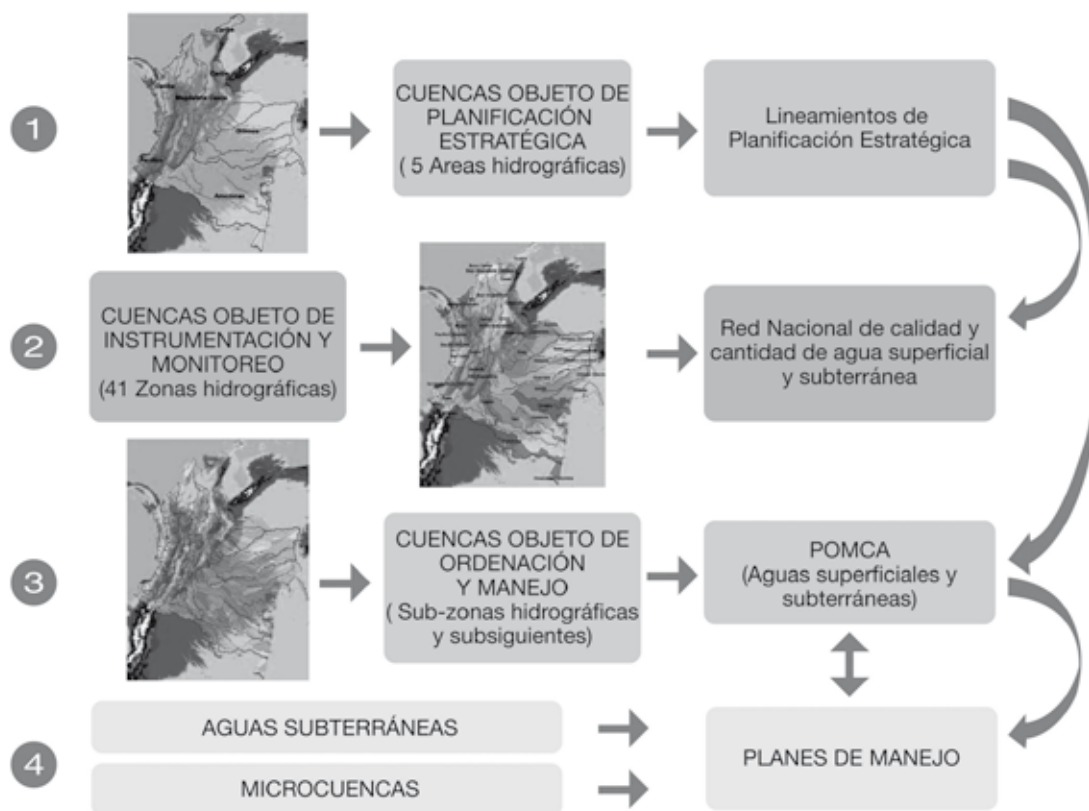 1
CUENCAS OBJETO DE
PLANIFICACIÓN
ESTRATÉGICA
( 5 Areas hidrográficas)
Lineamientos de
Planificación Estratégica
2
CUENCAS OBJETO DE
INSTRUMENTACIÓN Y
MONITOREO
(41 Zonas hidrográficas)
Red Nacional de calidad y
cantidad de agua superficial
y subterránea
3
CUENCAS OBJETO DE
ORDENACIÓN
Y MANEJO
( Sub-zonas hidrográficas
y subsiguientes)
POMCA
(Aguas superficiales y
subterráneas)
4
AGUAS SUBTERRÁNEAS
MICROCUENCAS
PLANES DE MANEJO